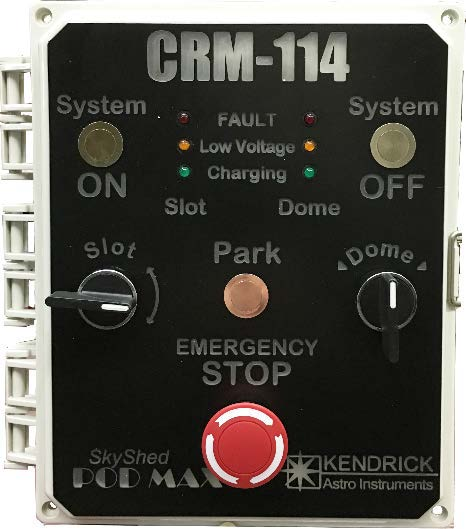 CRM-114
System
System
FAULT
Low Voltage
Charging
ON
OFF
Slot
Dome
Slot
Park
Dome
EMERGENCY
STOP
SkyShed
POD MAX
KENDRICK
Astro Instruments